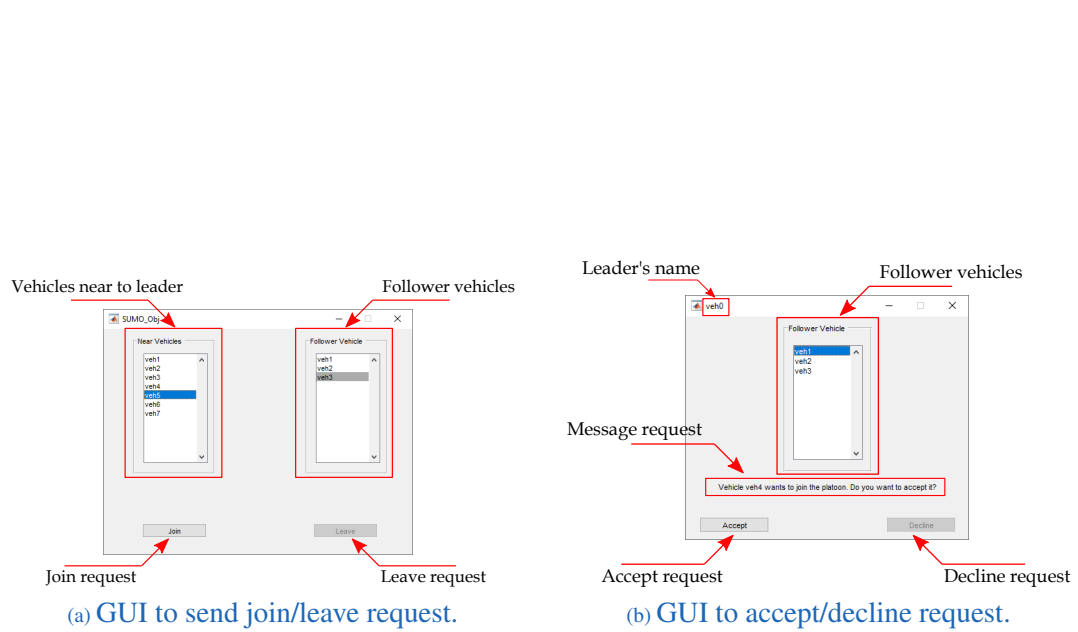 Vehicles near to leader
Follower vehicles
SUMO_Obj
Near Vehicles
veh1
veh2
veh3
veh4
veh5
veh6
veh7
Follower Vehicle
veh1
veh2
veh3
Join
Leave
Join request
Leave request
(a) GUI to send join/leave request.
Leader's name
Follower vehicles
veh0
Follower Vehicle
veh1
veh2
veh3
Message request
Vehicle veh4 wants to join the platoon. Do you want to accept it?
Accept
Decline
Accept request
Decline request
(b) GUI to accept/decline request.